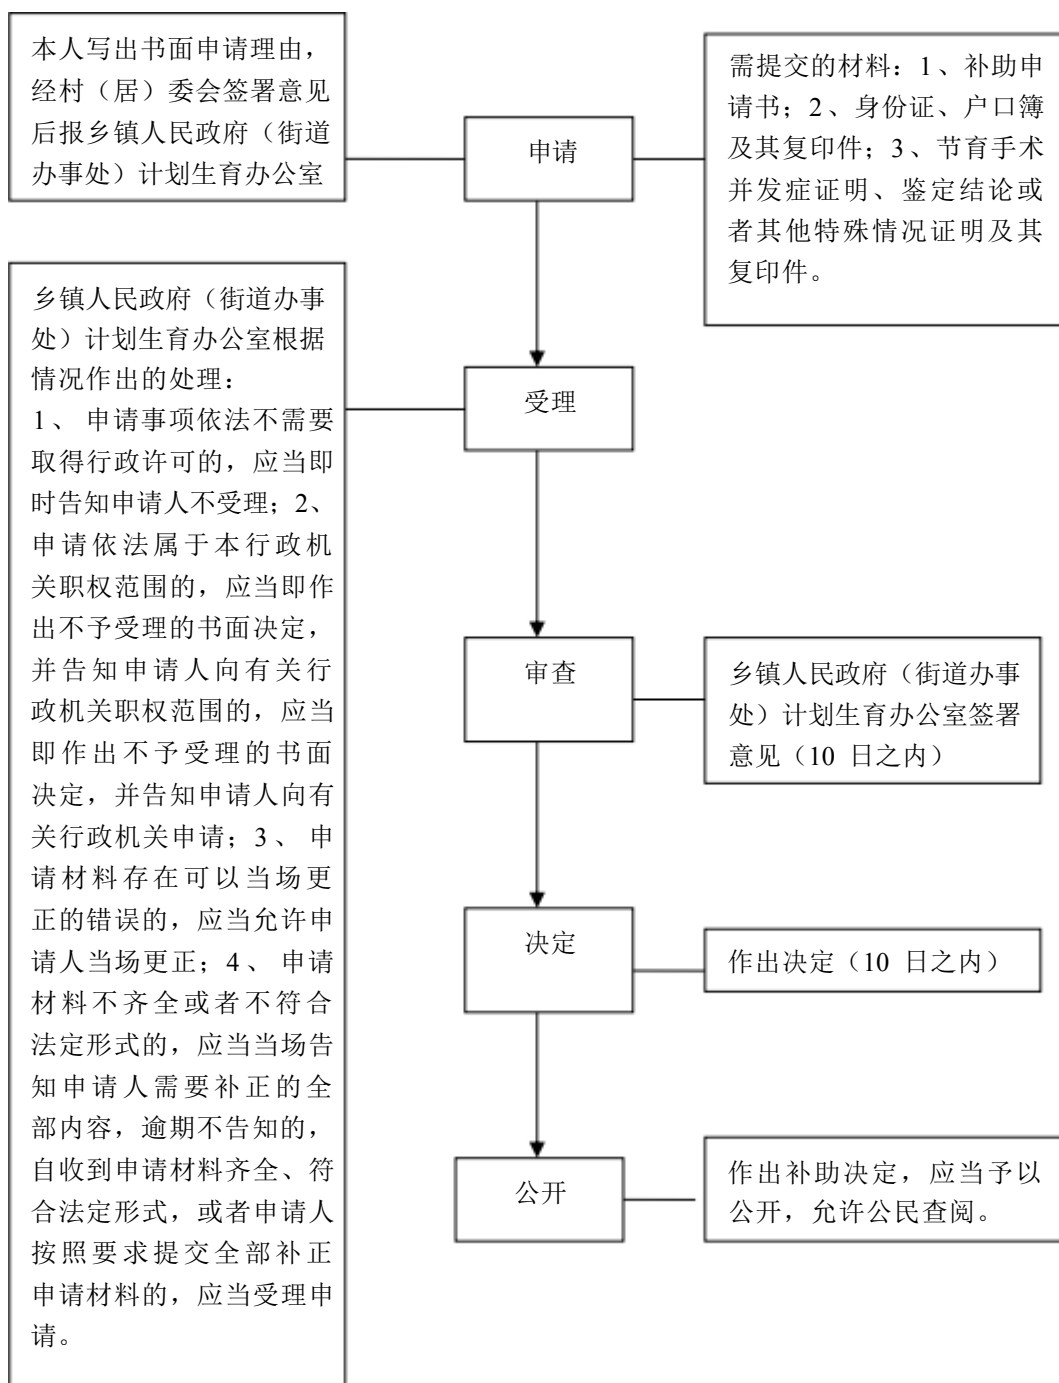 本人写出书面申请理由，
经村（居）委会签署意见
后报乡镇人民政府（街道
办事处）计划生育办公室
申请
需提交的材料：1、补助申
请书；2、身份证、户口簿
及其复印件；3、节育手术
并发症证明、鉴定结论或
者其他特殊情况证明及其
复印件。
乡镇人民政府（街道办事
处）计划生育办公室根据
情况作出的处理：
1、 申请事项依法不需要
取得行政许可的，应当即
时告知申请人不受理；2、
申请依法属于本行政机
关职权范围的，应当即作
出不予受理的书面决定，
并告知申请人向有关行
政机关职权范围的，应当
即作出不予受理的书面
决定，并告知申请人向有
关行政机关申请；3、 申
请材料存在可以当场更
正的错误的，应当允许申
请人当场更正；4、 申请
材料不齐全或者不符合
法定形式的，应当当场告
知申请人需要补正的全
部内容，逾期不告知的，
自收到申请材料齐全、符
合法定形式，或者申请人
按照要求提交全部补正
申请材料的，应当受理申
请。
受理
审查
乡镇人民政府（街道办事
处）计划生育办公室签署
意见（10 日之内）
决定
作出决定（10 日之内）
公开
作出补助决定，应当予以
公开，允许公民查阅。